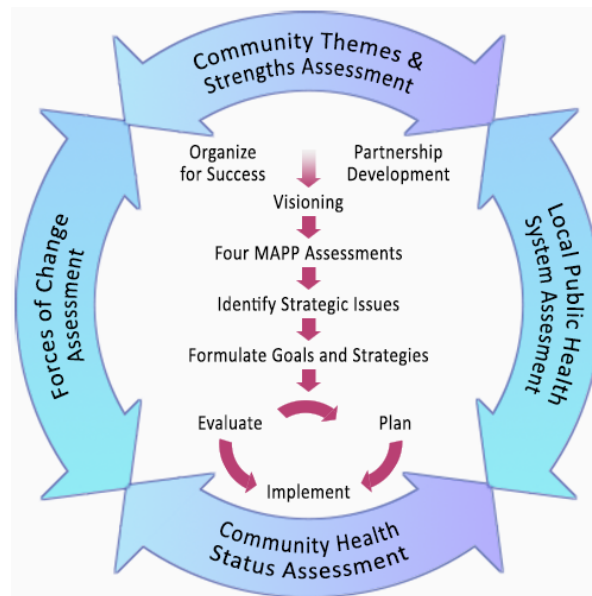 Community Themes &
Strengths Assessment
Organize
for Success
Partnership
Development
Visioning
Four MAPP Assessments
Identify Strategic Issues
Formulate Goals and Strategies
Evaluate
Plan
Implement
Forces of Change
Assessment
Local Public Health
System Assesment
Community Health
Status Assessment